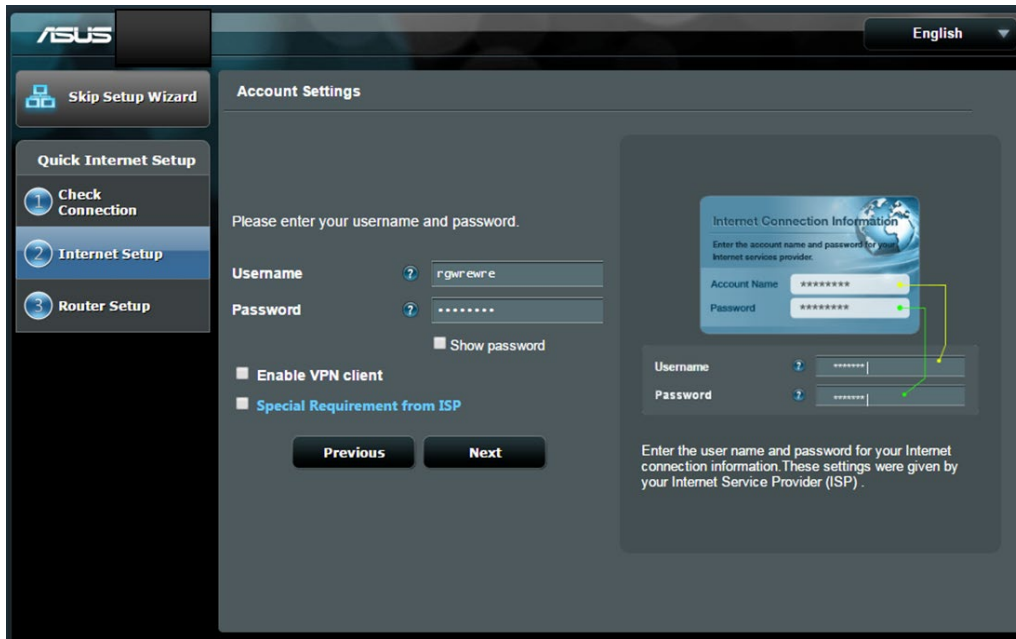 ASUS
English
Skip Setup Wizard
Quick Internet Setup
1 Check
Connection
2 Internet Setup
3 Router Setup
Account Settings
Please enter your username and password.
Username ? rgwrewre
Password ? ••••••••
Show password
Enable VPN client
Special Requirement from ISP
Previous Next
Internet Connection Information
Enter the account name and password for your
Internet services provider.
Account Name ********
Password ********
Username ? *******
Password ? *******
Enter the user name and password for your Internet
connection information.These settings were given by
your Internet Service Provider (ISP) .